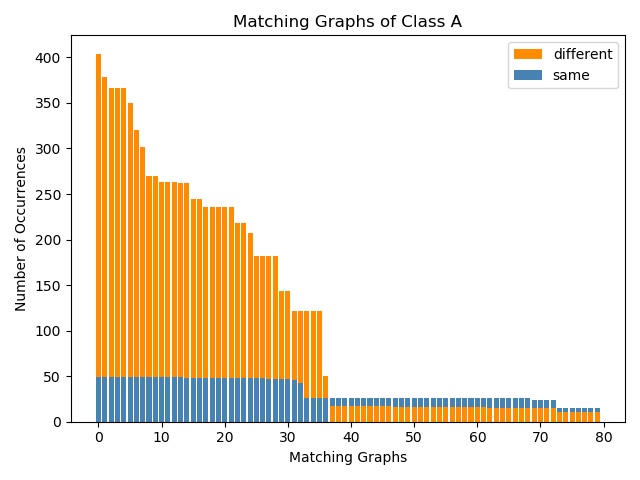 Matching Graphs of Class A
different
same
Number of Occurrences
400
350
300
250
200
150
100
50
0
0 10 20 30 40 50 60 70 80
Matching Graphs